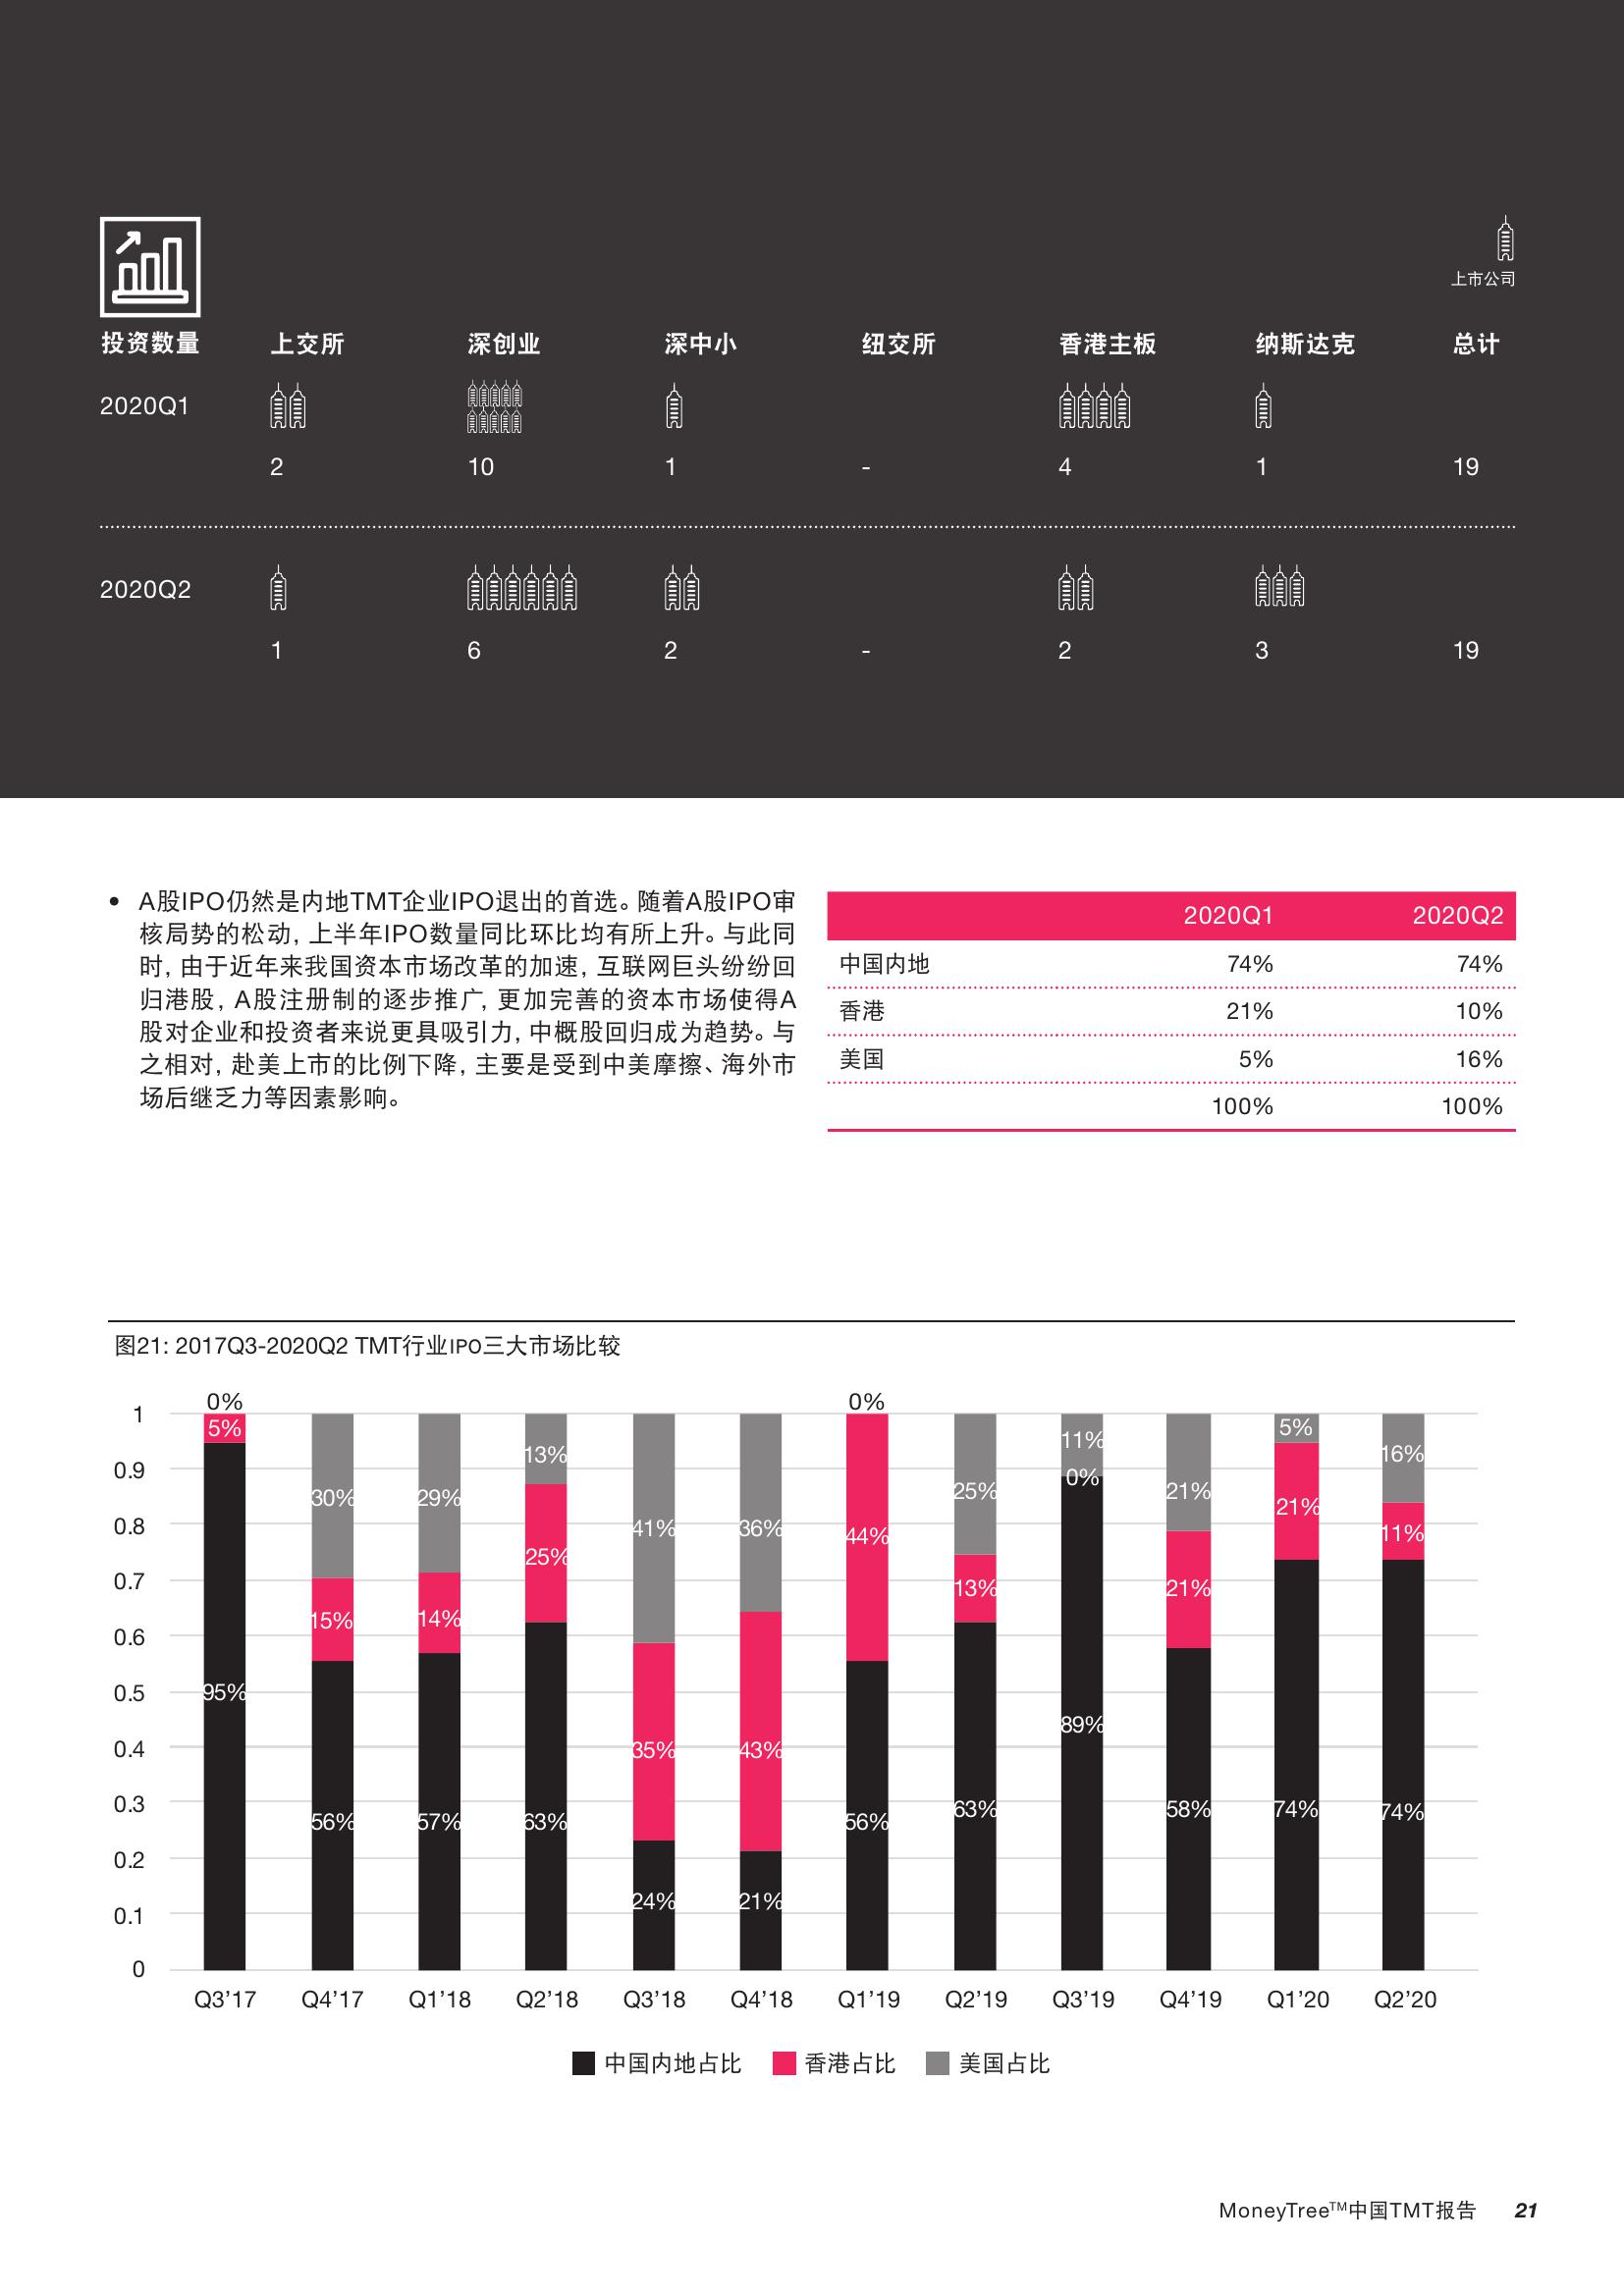 上市公司
投资数量 上交所 深创业 深中小 纽交所 香港主板 纳斯达克 总计
2020Q1
2 10 1 - 4 1 19
2020Q2
1 6 2 - 2 3 19
• A股IPO仍然是内地TMT企业IPO退出的首选。随着A股IPO审
核局势的松动，上半年IPO数量同比环比均有所上升。与此同
时，由于近年来我国资本市场改革的加速，互联网巨头纷纷回
归港股，A股注册制的逐步推广，更加完善的资本市场使得A
股对企业和投资者来说更具吸引力，中概股回归成为趋势。与
之相对，赴美上市的比例下降，主要是受到中美摩擦、海外市
场后继乏力等因素影响。
2020Q1 2020Q2
中国内地 74% 74%
香港 21% 10%
美国 5% 16%
100% 100%
图21: 2017Q3-2020Q2 TMT行业IPO三大市场比较
0% 0%
1
5% 5%
11%
13% 16%
0.9
0%
30% 29% 25% 21%
21%
0.8
41% 36% 44% 11%
25%
0.7
13% 21%
15% 14%
0.6
0.5
95%
89%
0.4
35% 43%
0.3
56% 57% 63% 56% 63% 58% 74% 74%
0.2
24% 21%
0.1
0
Q3’17 Q4’17 Q1’18 Q2’18 Q3’18 Q4’18 Q1’19 Q2’19 Q3’19 Q4’19 Q1’20 Q2’20
中国内地占比 香港占比 美国占比
MoneyTree™中国TMT报告 21